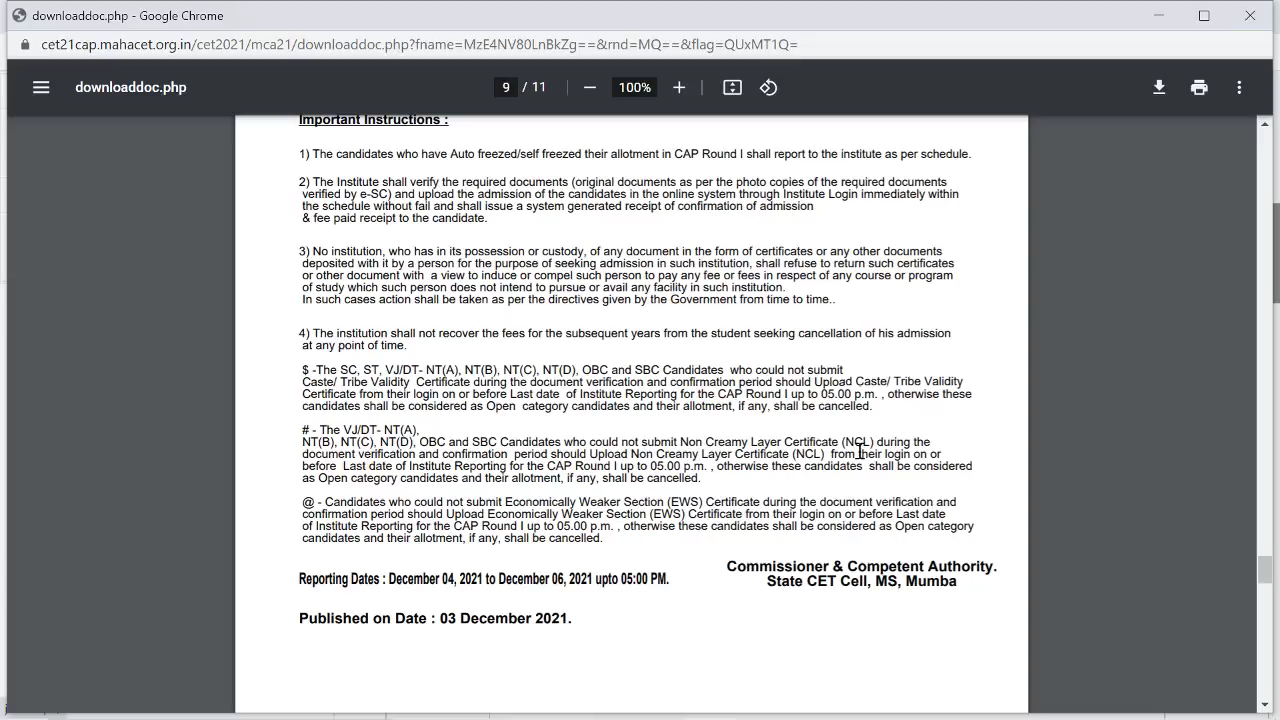 downloaddoc.php - Google Chrome
cet21cap.mahacet.org.in/cet2021/mca21/downloaddoc.php?fname=MzE4NV80LnBkZg==&rnd=MQ==&flag=QUxMT1Q=
downloaddoc.php
9 / 11
100%
Important Instructions :
1) The candidates who have Auto freezed/self freezed their allotment in CAP Round I shall report to the institute as per schedule.
2) The Institute shall verify the required documents (original documents as per the photo copies of the required documents
verified by e-SC) and upload the admission of the candidates in the online system through Institute Login immediately within
the schedule without fail and shall issue a system generated receipt of confirmation of admission
& fee paid receipt to the candidate.
3) No institution, who has in its possession or custody, of any document in the form of certificates or any other documents
deposited with it by a person for the purpose of seeking admission in such institution, shall refuse to return such certificates
or other document with a view to induce or compel such person to pay any fee or fees in respect of any course or program
of study which such person does not intend to pursue or avail any facility in such institution.
In such cases action shall be taken as per the directives given by the Government from time to time..
4) The institution shall not recover the fees for the subsequent years from the student seeking cancellation of his admission
at any point of time.
$ -The SC, ST, VJ/DT- NT(A), NT(B), NT(C), NT(D), OBC and SBC Candidates who could not submit
Caste/ Tribe Validity Certificate during the document verification and confirmation period should Upload Caste/ Tribe Validity
Certificate from their login on or before Last date of Institute Reporting for the CAP Round I up to 05.00 p.m. , otherwise these
candidates shall be considered as Open category candidates and their allotment, if any, shall be cancelled.
# - The VJ/DT- NT(A),
NT(B), NT(C), NT(D), OBC and SBC Candidates who could not submit Non Creamy Layer Certificate (NCL) during the
document verification and confirmation period should Upload Non Creamy Layer Certificate (NCL) from their login on or
before Last date of Institute Reporting for the CAP Round I up to 05.00 p.m. , otherwise these candidates shall be considered
as Open category candidates and their allotment, if any, shall be cancelled.
@ - Candidates who could not submit Economically Weaker Section (EWS) Certificate during the document verification and
confirmation period should Upload Economically Weaker Section (EWS) Certificate from their login on or before Last date
of Institute Reporting for the CAP Round I up to 05.00 p.m. , otherwise these candidates shall be considered as Open category
candidates and their allotment, if any, shall be cancelled.
Commissioner & Competent Authority.
State CET Cell, MS, Mumba
Reporting Dates : December 04, 2021 to December 06, 2021 upto 05:00 PM.
Published on Date : 03 December 2021.